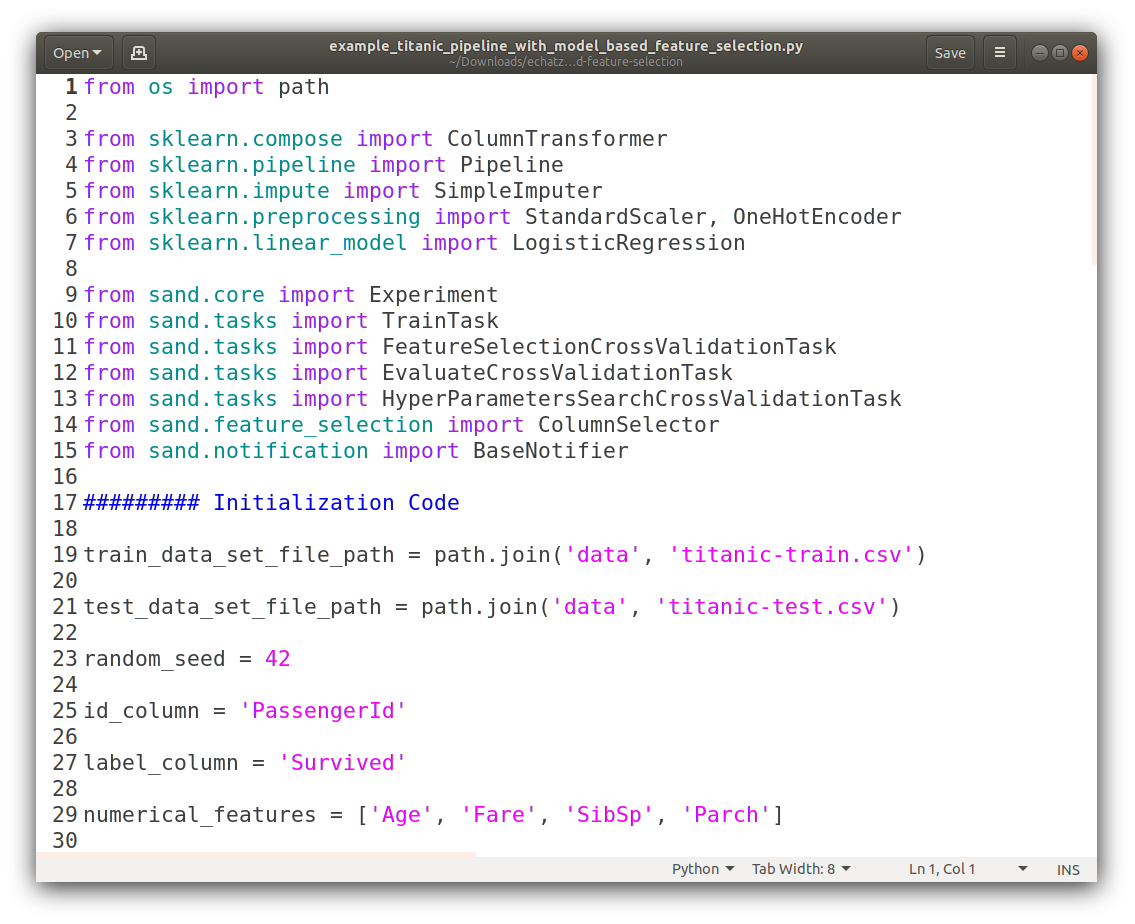 Open
example_titanic_pipeline_with_model_based_feature_selection.py
~/Downloads/echatz…d-feature-selection
Save
1 from os import path
2
3 from sklearn.compose import ColumnTransformer
4 from sklearn.pipeline import Pipeline
5 from sklearn.impute import SimpleImputer
6 from sklearn.preprocessing import StandardScaler, OneHotEncoder
7 from sklearn.linear_model import LogisticRegression
8
9 from sand.core import Experiment
10 from sand.tasks import TrainTask
11 from sand.tasks import FeatureSelectionCrossValidationTask
12 from sand.tasks import EvaluateCrossValidationTask
13 from sand.tasks import HyperParametersSearchCrossValidationTask
14 from sand.feature_selection import ColumnSelector
15 from sand.notification import BaseNotifier
16
17 ######### Initialization Code
18
19 train_data_set_file_path = path.join('data', 'titanic-train.csv')
20
21 test_data_set_file_path = path.join('data', 'titanic-test.csv')
22
23 random_seed = 42
24
25 id_column = 'PassengerId'
26
27 label_column = 'Survived'
28
29 numerical_features = ['Age', 'Fare', 'SibSp', 'Parch']
30
Python Tab Width: 8 Ln 1, Col 1 INS